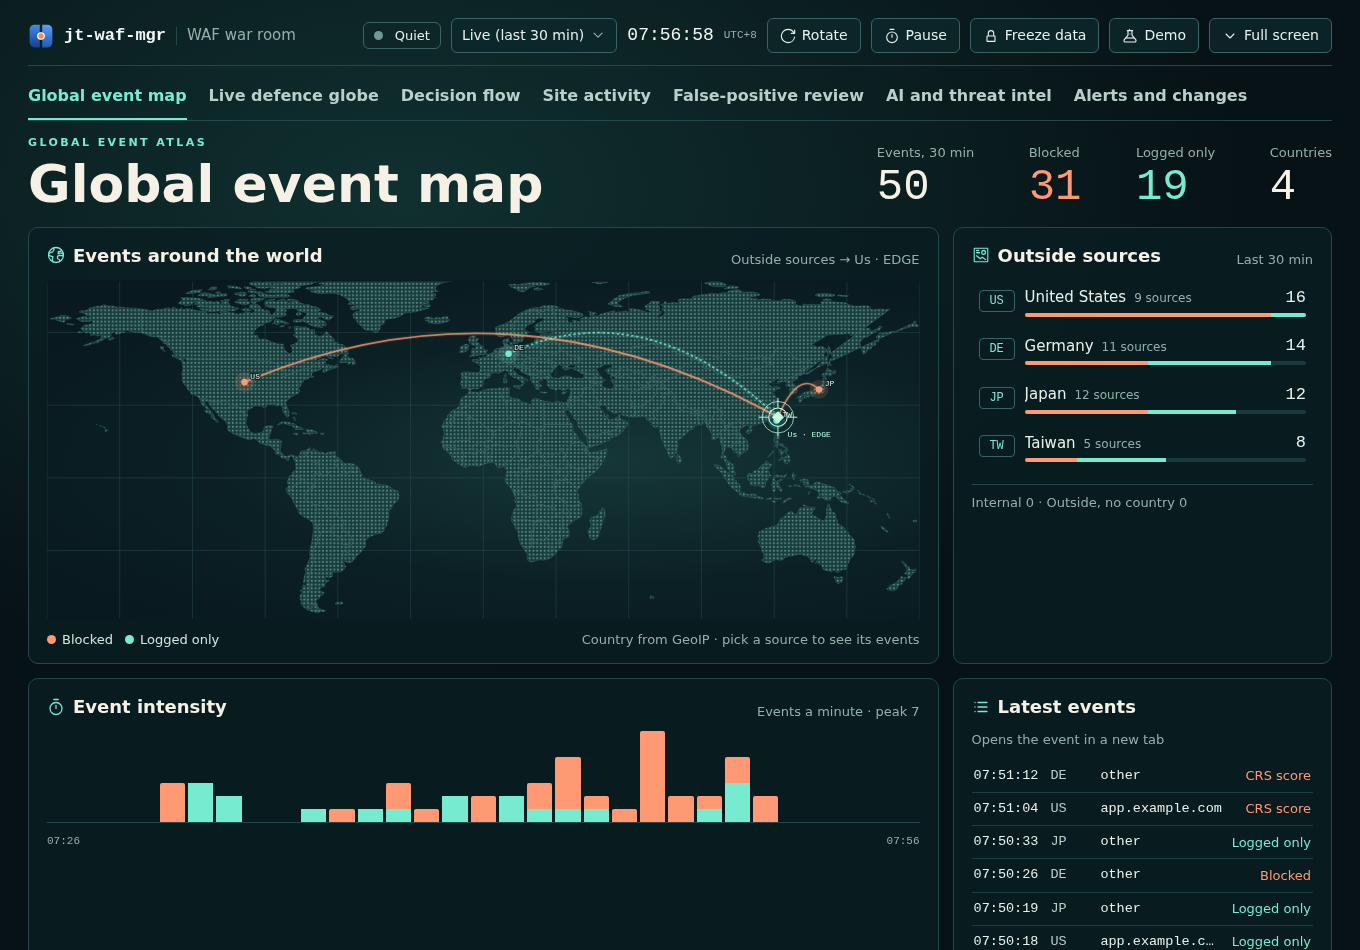 jt-waf-mgr WAF war room Quiet Live (last 30 min) 07:56:58 UTC+8 Rotate Pause Freeze data Demo Full screen
Global event map Live defence globe Decision flow Site activity False-positive review AI and threat intel Alerts and changes
GLOBAL EVENT ATLAS
Global event map
Events, 30 min Blocked Logged only Countries
50 31 19 4
Events around the world
Outside sources → Us · EDGE
US
DE
JP
Us · EDGE
Blocked Logged only
Country from GeoIP · pick a source to see its events
Outside sources Last 30 min
US United States 9 sources 16
DE Germany 11 sources 14
JP Japan 12 sources 12
TW Taiwan 5 sources 8
Internal 0 · Outside, no country 0
Event intensity
Events a minute · peak 7
07:26 07:56
Latest events
Opens the event in a new tab
07:51:12 DE other CRS score
07:51:04 US app.example.com CRS score
07:50:33 JP other Logged only
07:50:26 DE other Blocked
07:50:19 JP other Logged only
07:50:18 US app.example.c… Logged only